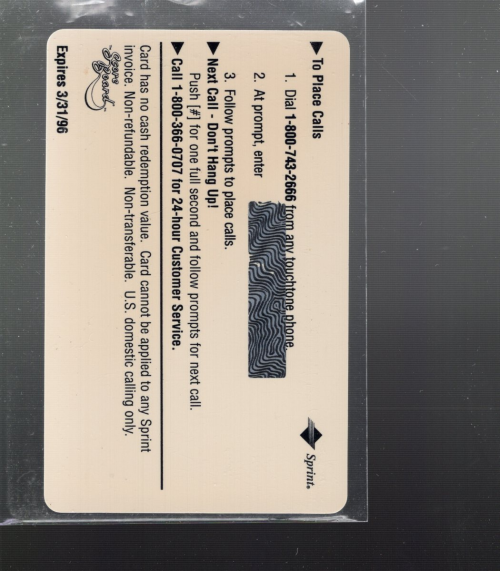 ▶ To Place Calls
1. Dial 1-800-743-2666 from any touchtone phone.
2. At prompt, enter
3. Follow prompts to place calls.
▶ Next Call - Don't Hang Up!
Push [#] for one full second and follow prompts for next call.
▶ Call 1-800-366-0707 for 24-hour Customer Service.
Sprint®
Card has no cash redemption value. Card cannot be applied to any Sprint
invoice. Non-refundable. Non-transferable. U.S. domestic calling only.
Score Board™
Expires 3/31/96